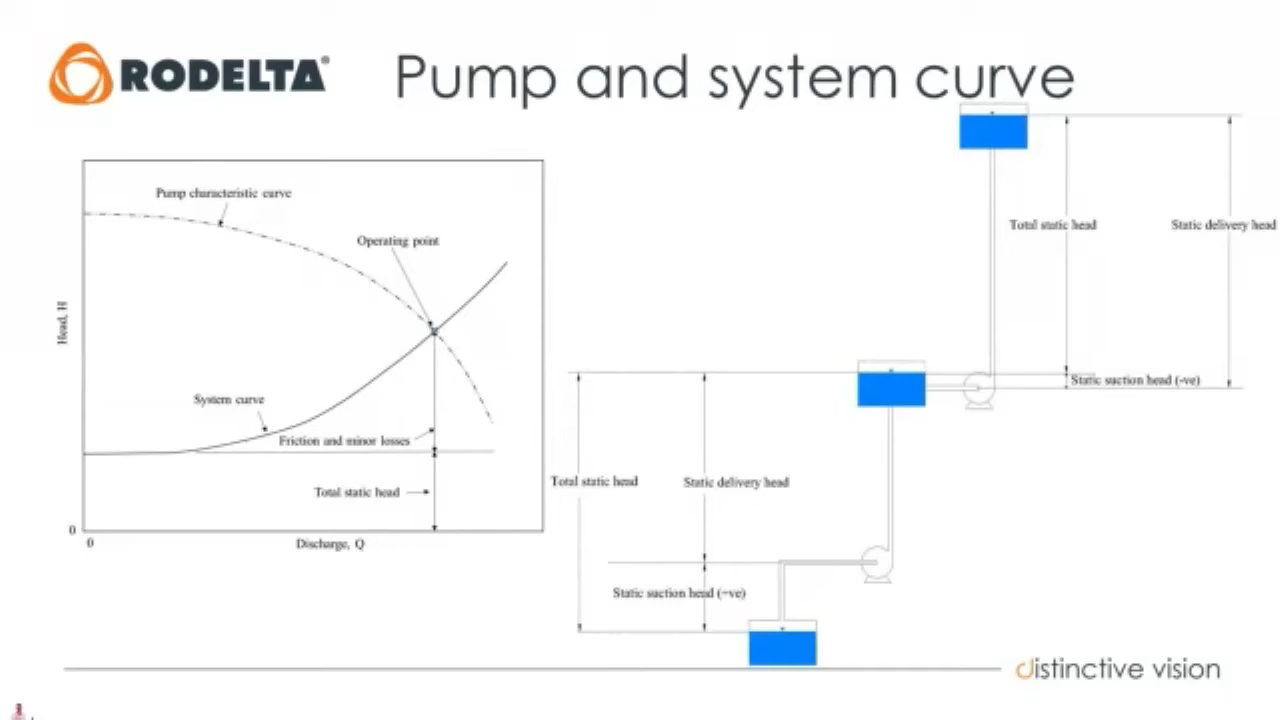 RODELTA®
Pump and system curve
Pump characteristic curve
Operating point
Head, H
System curve
Friction and minor losses
Total static head
0
0
Discharge, Q
Total static head
Static delivery head
Static suction head (-ve)
Total static head
Static delivery head
Static suction head (+ve)
distinctive vision